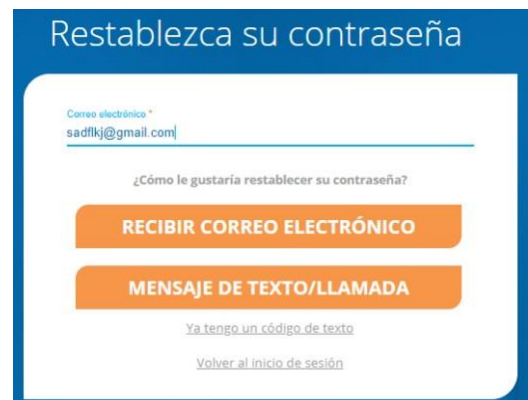 Restablezca su contraseña
Correo electrónico *
sadflkj@gmail.com
¿Cómo le gustaría restablecer su contraseña?
RECIBIR CORREO ELECTRÓNICO
MENSAJE DE TEXTO/LLAMADA
Ya tengo un código de texto
Volver al inicio de sesión